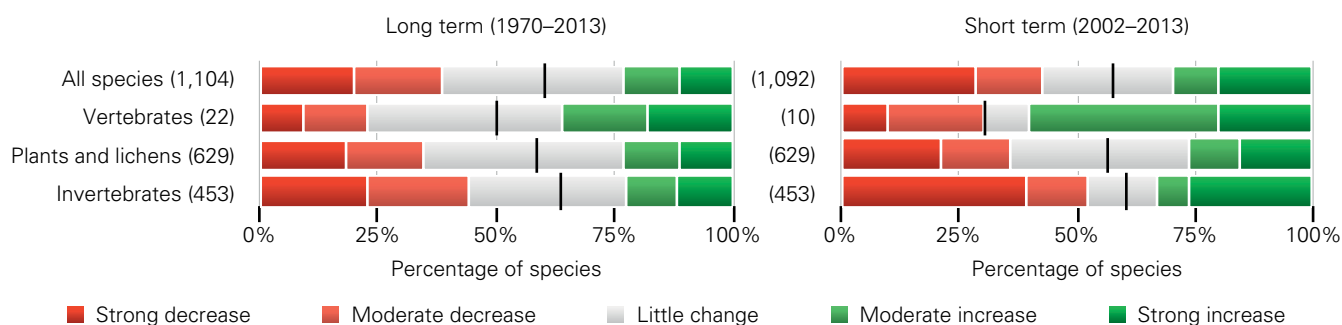 Long term (1970–2013)
Short term (2002–2013)
All species (1,104)
(1,092)
Vertebrates (22)
(10)
Plants and lichens (629)
(629)
Invertebrates (453)
(453)
0% 25% 50% 75% 100%
0% 25% 50% 75% 100%
Percentage of species
Percentage of species
Strong decrease Moderate decrease Little change Moderate increase Strong increase